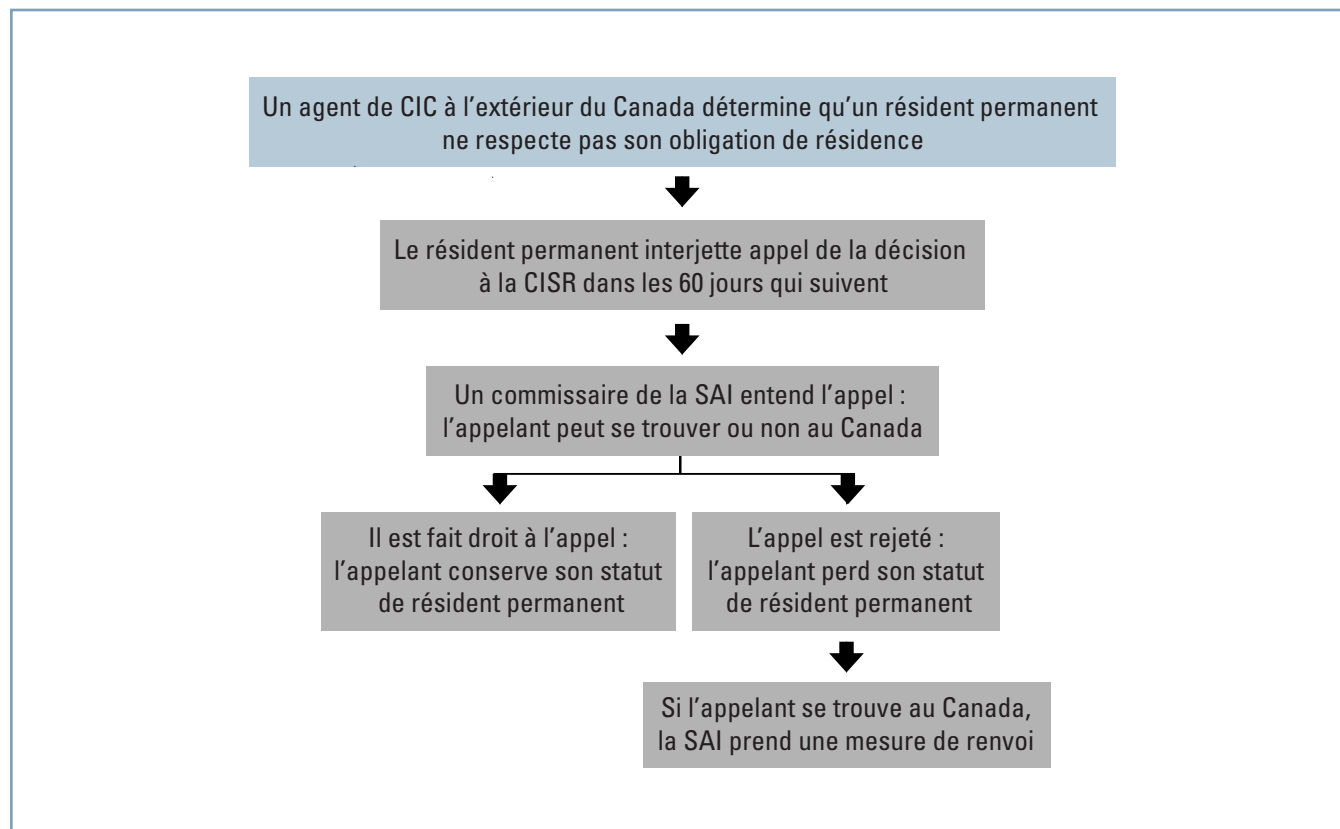 Un agent de CIC à l’extérieur du Canada détermine qu’un résident permanent
ne respecte pas son obligation de résidence
Le résident permanent interjette appel de la décision
à la CISR dans les 60 jours qui suivent
Un commissaire de la SAI entend l’appel :
l’appelant peut se trouver ou non au Canada
Il est fait droit à l’appel :
l’appelant conserve son statut
de résident permanent
L’appel est rejeté :
l’appelant perd son statut
de résident permanent
Si l’appelant se trouve au Canada,
la SAI prend une mesure de renvoi